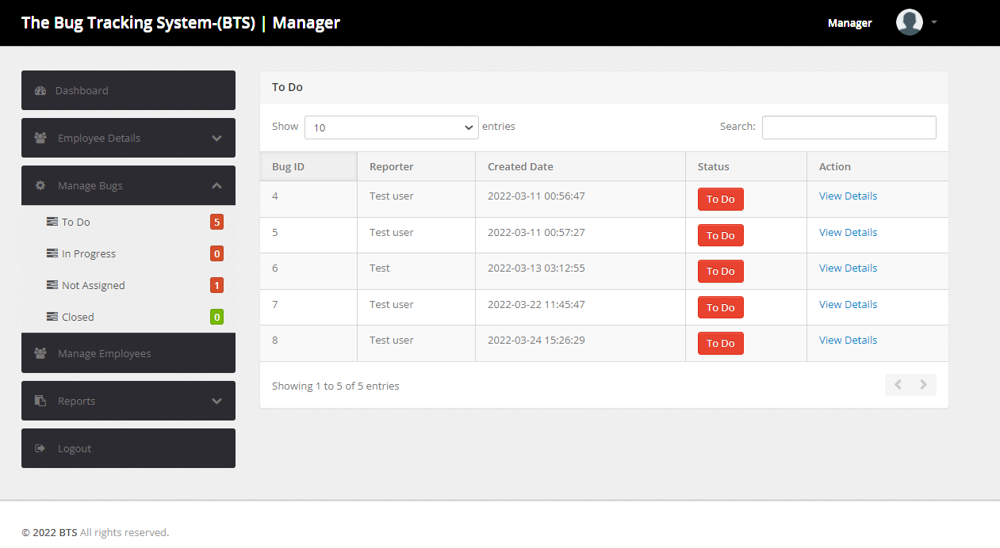 The Bug Tracking System-(BTS) | Manager
Manager
Dashboard
Employee Details
Manage Bugs
To Do 5
In Progress 0
Not Assigned 1
Closed 0
Manage Employees
Reports
Logout
To Do
Show 10 entries Search:
Bug ID Reporter Created Date Status Action
4 Test user 2022-03-11 00:56:47 To Do View Details
5 Test user 2022-03-11 00:57:27 To Do View Details
6 Test 2022-03-13 03:12:55 To Do View Details
7 Test user 2022-03-22 11:45:47 To Do View Details
8 Test user 2022-03-24 15:26:29 To Do View Details
Showing 1 to 5 of 5 entries
© 2022 BTS All rights reserved.